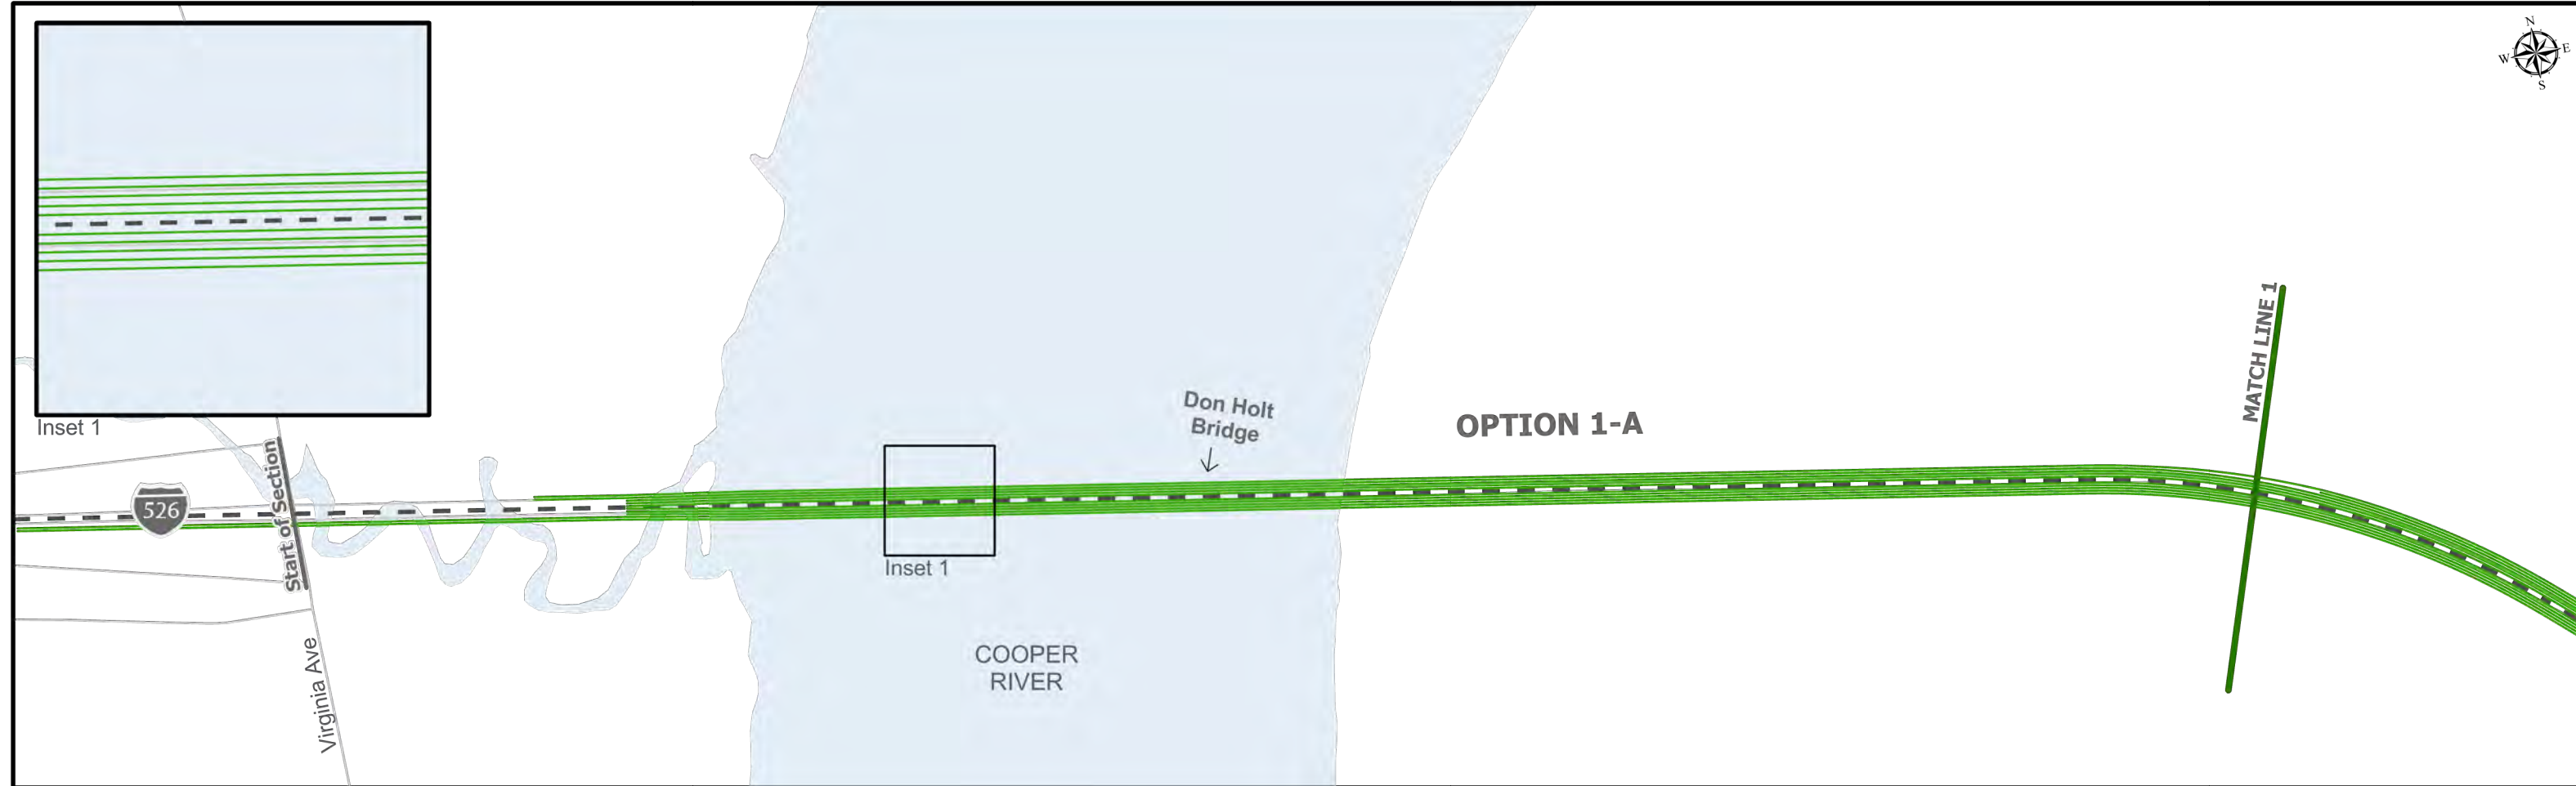 N
W
E
S
Inset 1
526
Start of Section
Virginia Ave
Inset 1
COOPER
RIVER
Don Holt
Bridge
OPTION 1-A
MATCH LINE 1